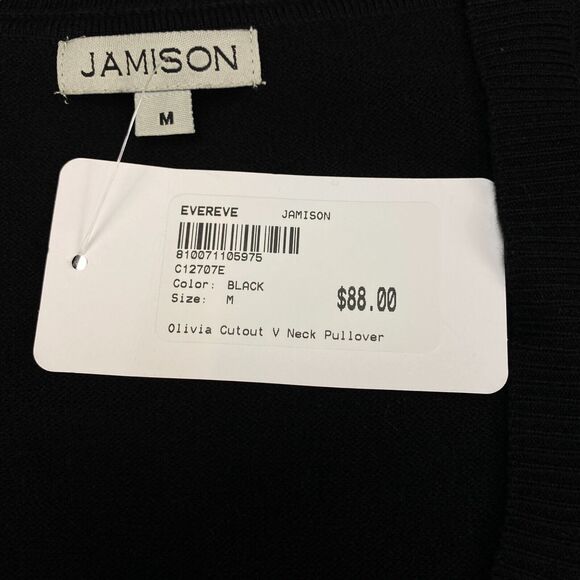 JAMISON
M
EVEREVE JAMISON
810071105975
C12707E
Color: BLACK
Size: M
$88.00
Olivia Cutout V Neck Pullover